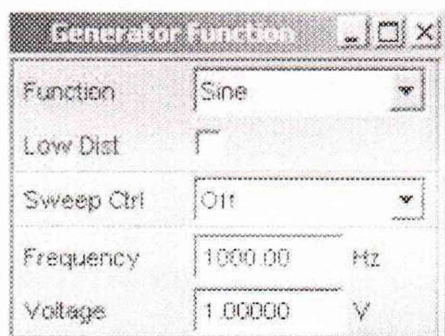 Generator Function
Function Sine
Low Dist
Sweep Ctrl Off
Frequency 1000.00 Hz
Voltage 1.00000 V